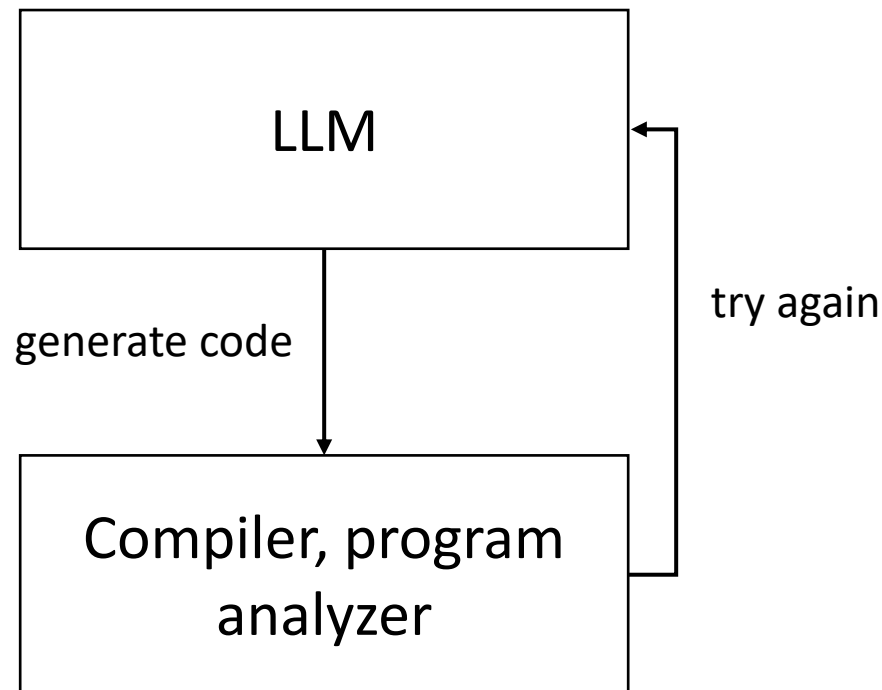 LLM
generate code
try again
Compiler, program
analyzer